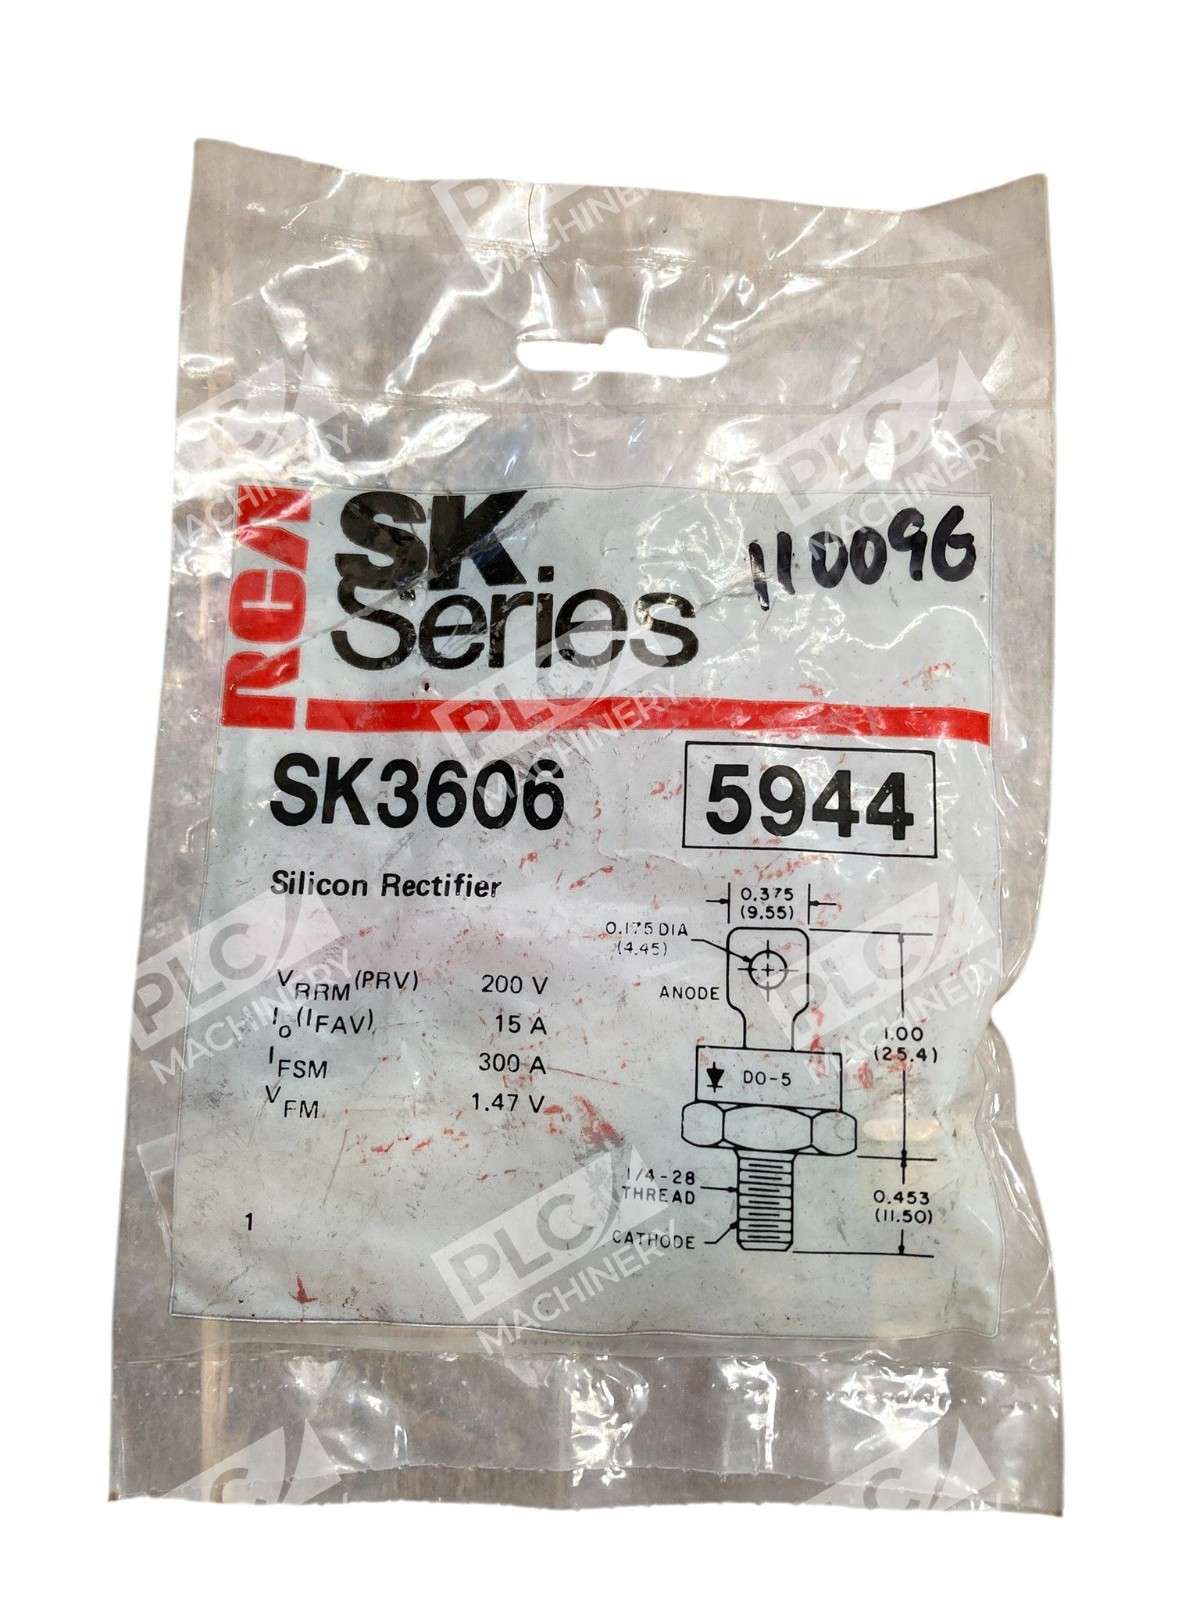 RCA
SK
Series
110096
SK3606
5944
Silicon Rectifier
VRRM (PRV) 200 V
Io (IFAV) 15 A
IFSM 300 A
VFM 1.47 V
1
0.375
(9.55)
0.175 DIA
(4.45)
ANODE
1.00
(25.4)
DO-5
1/4-28
THREAD
0.453
(11.50)
CATHODE
PLC
MACHINERY